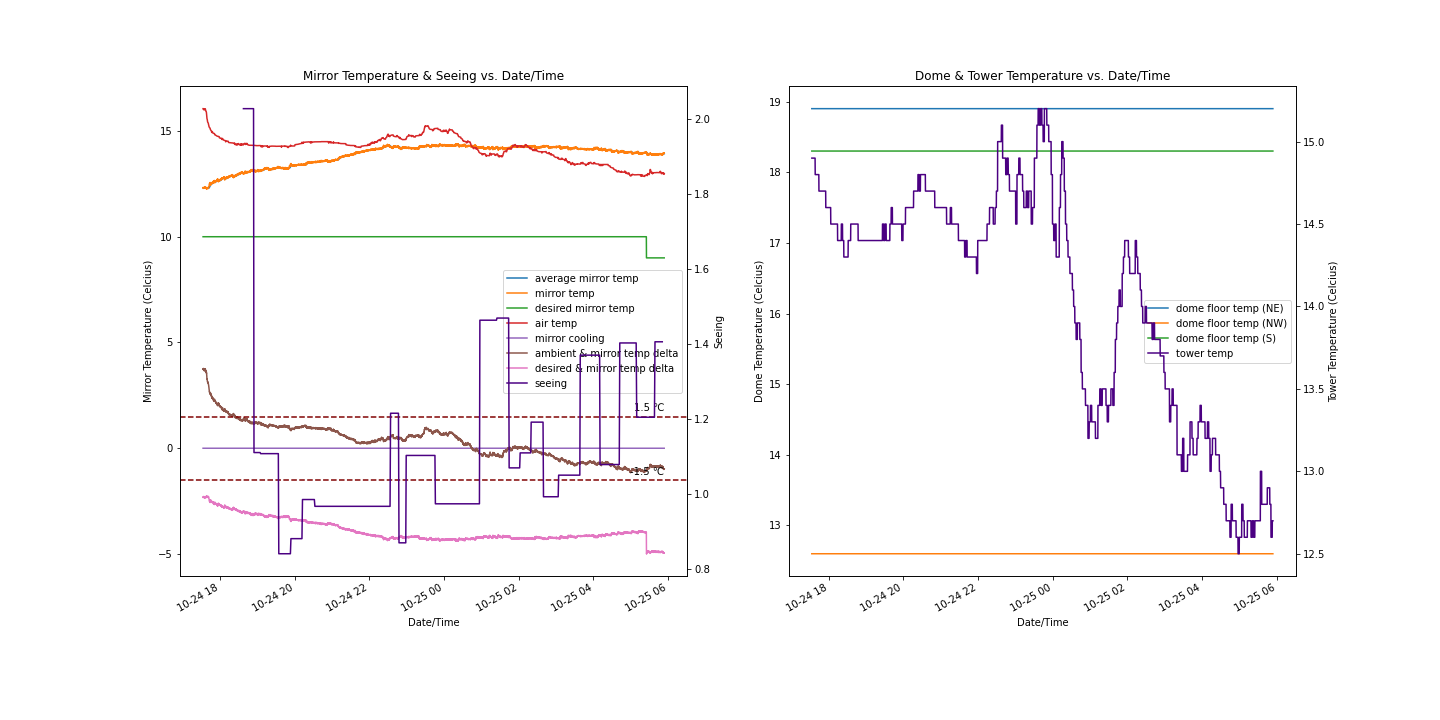 Mirror Temperature & Seeing vs. Date/Time
Mirror Temperature (Celcius)
15
10
5
0
−5
2.0
1.8
1.6
1.4
1.2
1.0
0.8
Seeing
average mirror temp
mirror temp
desired mirror temp
air temp
mirror cooling
ambient & mirror temp delta
desired & mirror temp delta
seeing
1.5 °C
-1.5 °C
10-24 18
10-24 20
10-24 22
10-25 00
10-25 02
10-25 04
10-25 06
Date/Time
Dome & Tower Temperature vs. Date/Time
Dome Temperature (Celcius)
19
18
17
16
15
14
13
15.0
14.5
14.0
13.5
13.0
12.5
Tower Temperature (Celcius)
dome floor temp (NE)
dome floor temp (NW)
dome floor temp (S)
tower temp
10-24 18
10-24 20
10-24 22
10-25 00
10-25 02
10-25 04
10-25 06
Date/Time